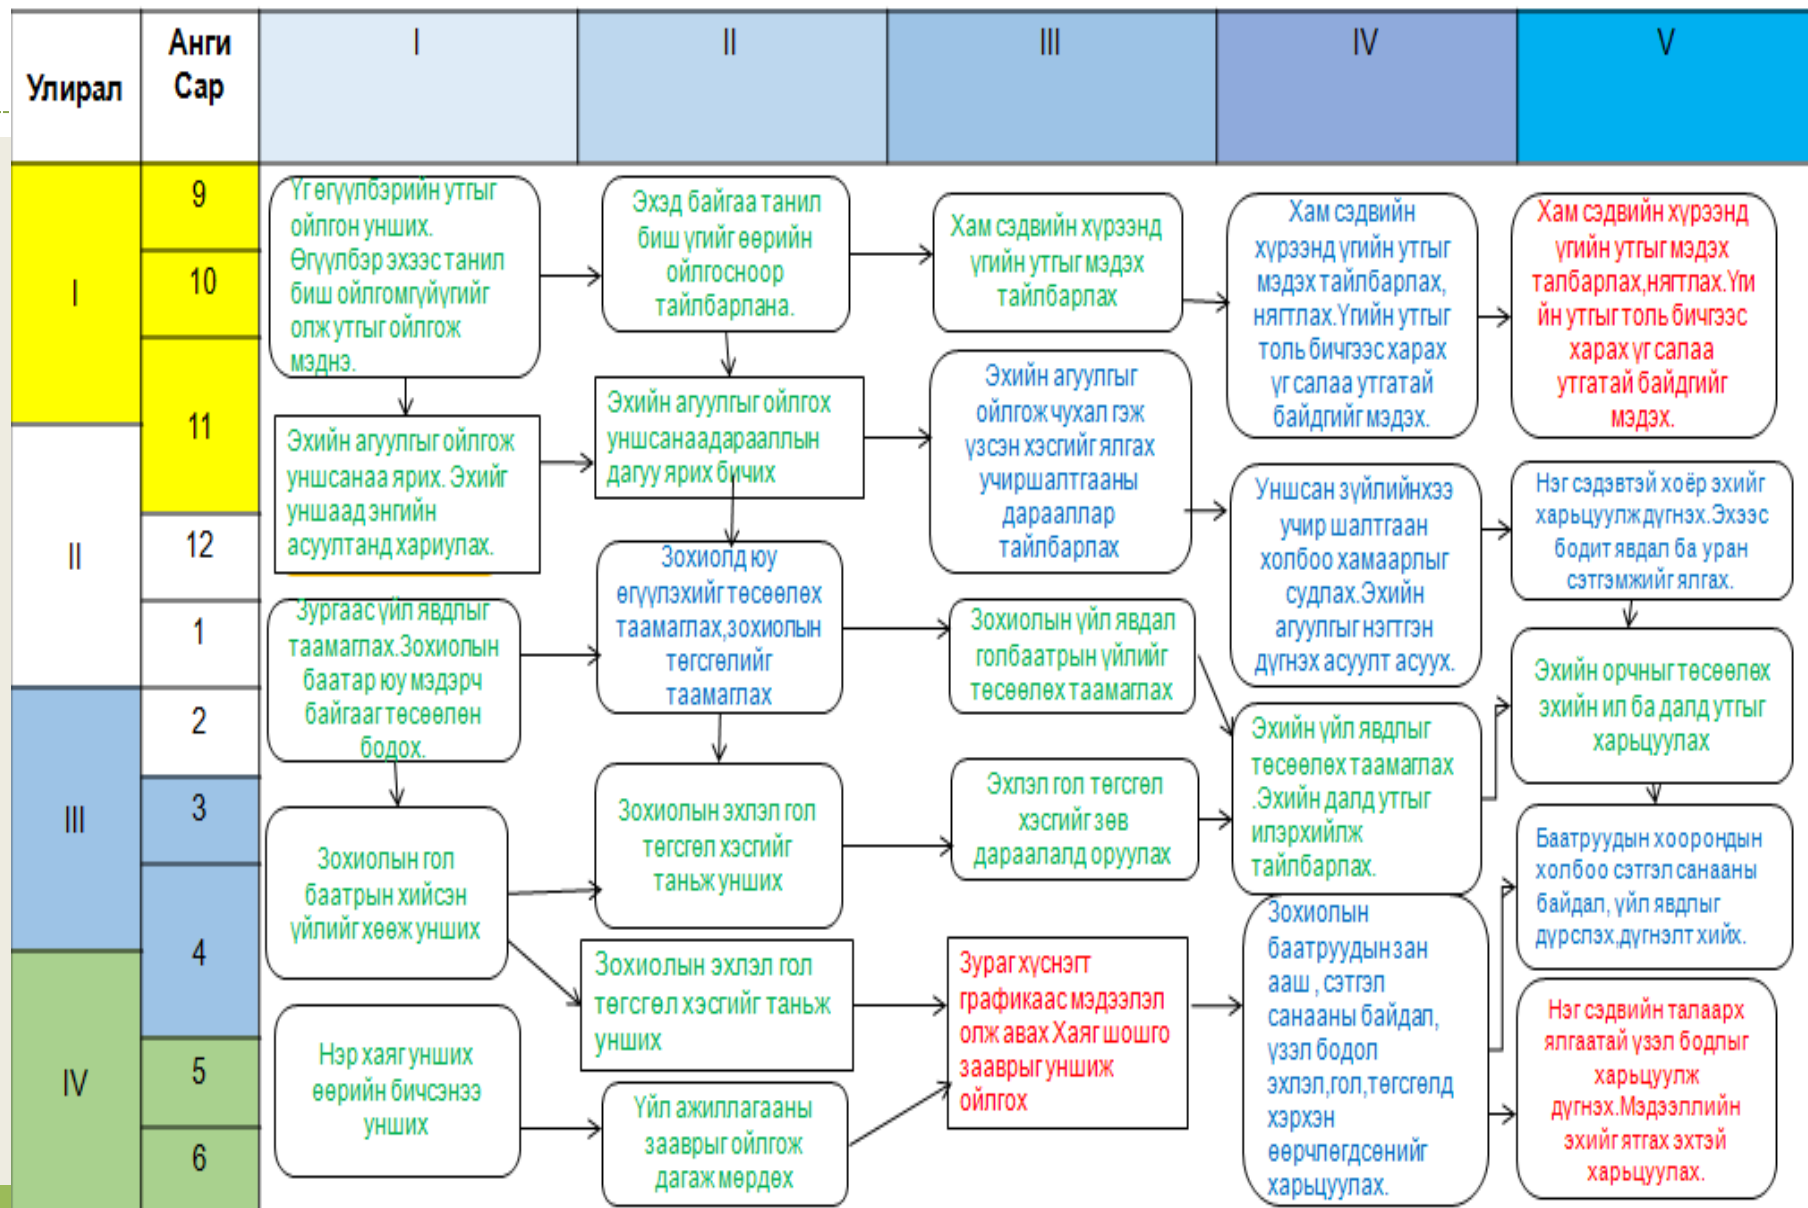 Улирал
Анги
Сар
I
II
III
IV
V
I
II
III
IV
9
10
11
12
1
2
3
4
5
6
Үг өгүүлбэрийн утгыг
ойлгон унших.
Өгүүлбэр эхээс танил
биш ойлгомгүйүгийг
олж утгыг ойлгож
мэднэ.
Эхийн агуулгыг ойлгож
уншсанаа ярих. Эхийг
уншаад энгийн
асуултанд хариулах.
Зургаас үйл явдлыг
таамаглах.Зохиолын
баатар юу мэдэрч
байгааг төсөөлөн
бодох.
Зохиолын гол
баатрын хийсэн
үйлийг хөөж унших
Нэр хаяг унших
өөрийн бичсэнээ
унших
Эхэд байгаа танил
биш үгийг өөрийн
ойлгосноор
тайлбарлана.
Эхийн агуулгыг ойлгох
уншсанаадарааллын
дагуу ярих бичих
Зохиолд юу
өгүүлэхийг төсөөлөх
таамаглах,зохиолын
төгсгөлийг
таамаглах
Зохиолын эхлэл гол
төгсгөл хэсгийг
таньж унших
Зохиолын эхлэл гол
төгсгөл хэсгийг таньж
унших
Үйл ажиллагааны
зааврыг ойлгож
дагаж мөрдөх
Хам сэдвийн хүрээнд
үгийн утгыг мэдэх
тайлбарлах
Эхийн агуулгыг
ойлгож чухал гэж
үзсэн хэсгийг ялгах
учиршалтгааны
дарааллар
тайлбарлах
Зохиолын үйл явдал
голбаатрын үйлийг
төсөөлөх таамаглах
Эхлэл гол төгсгөл
хэсгийг зөв
дараалалд оруулах
Зураг хүснэгт
графикаас мэдээлэл
олж авах.Хаяг шошго
зааврыг уншиж
ойлгох
Хам сэдвийн
хүрээнд үгийн утгыг
мэдэх тайлбарлах,
нягтлах.Үгийн утгыг
толь бичгээс харах
үг салаа утгатай
байдгийг мэдэх.
Уншсан зүйлийнхээ
учир шалтгаан
холбоо хамаарлыг
судлах.Эхийн
агуулгыг нэгтгэн
дүгнэх асуулт асуух.
Эхийн үйл явдлыг
төсөөлөх таамаглах
.Эхийн далд утгыг
илэрхийлж
тайлбарлах.
Зохиолын
баатруудын зан
ааш , сэтгэл
санааны байдал,
үзэл бодол
эхлэл,гол,төгсгөлд
хэрхэн
өөрчлөгдсөнийг
харьцуулах.
Хам сэдвийн хүрээнд
үгийн утгыг мэдэх
талбарлах,нягтлах.Үги
йн утгыг толь бичгээс
харах үг салаа
утгатай байдгийг
мэдэх.
Нэг сэдэвтэй хоёр эхийг
харьцуулж дүгнэх.Эхээс
бодит явдал ба уран
сэтгэмжийг ялгах.
Эхийн орчныг төсөөлөх
эхийн ил ба далд утгыг
харьцуулах
Баатруудын хоорондын
холбоо сэтгэл санааны
байдал, үйл явдлыг
дүрслэх,дүгнэлт хийх.
Нэг сэдвийн талаарх
ялгаатай үзэл бодлыг
харьцуулж
дүгнэх.Мэдээллийн
эхийг ятгах эхтэй
харьцуулах.